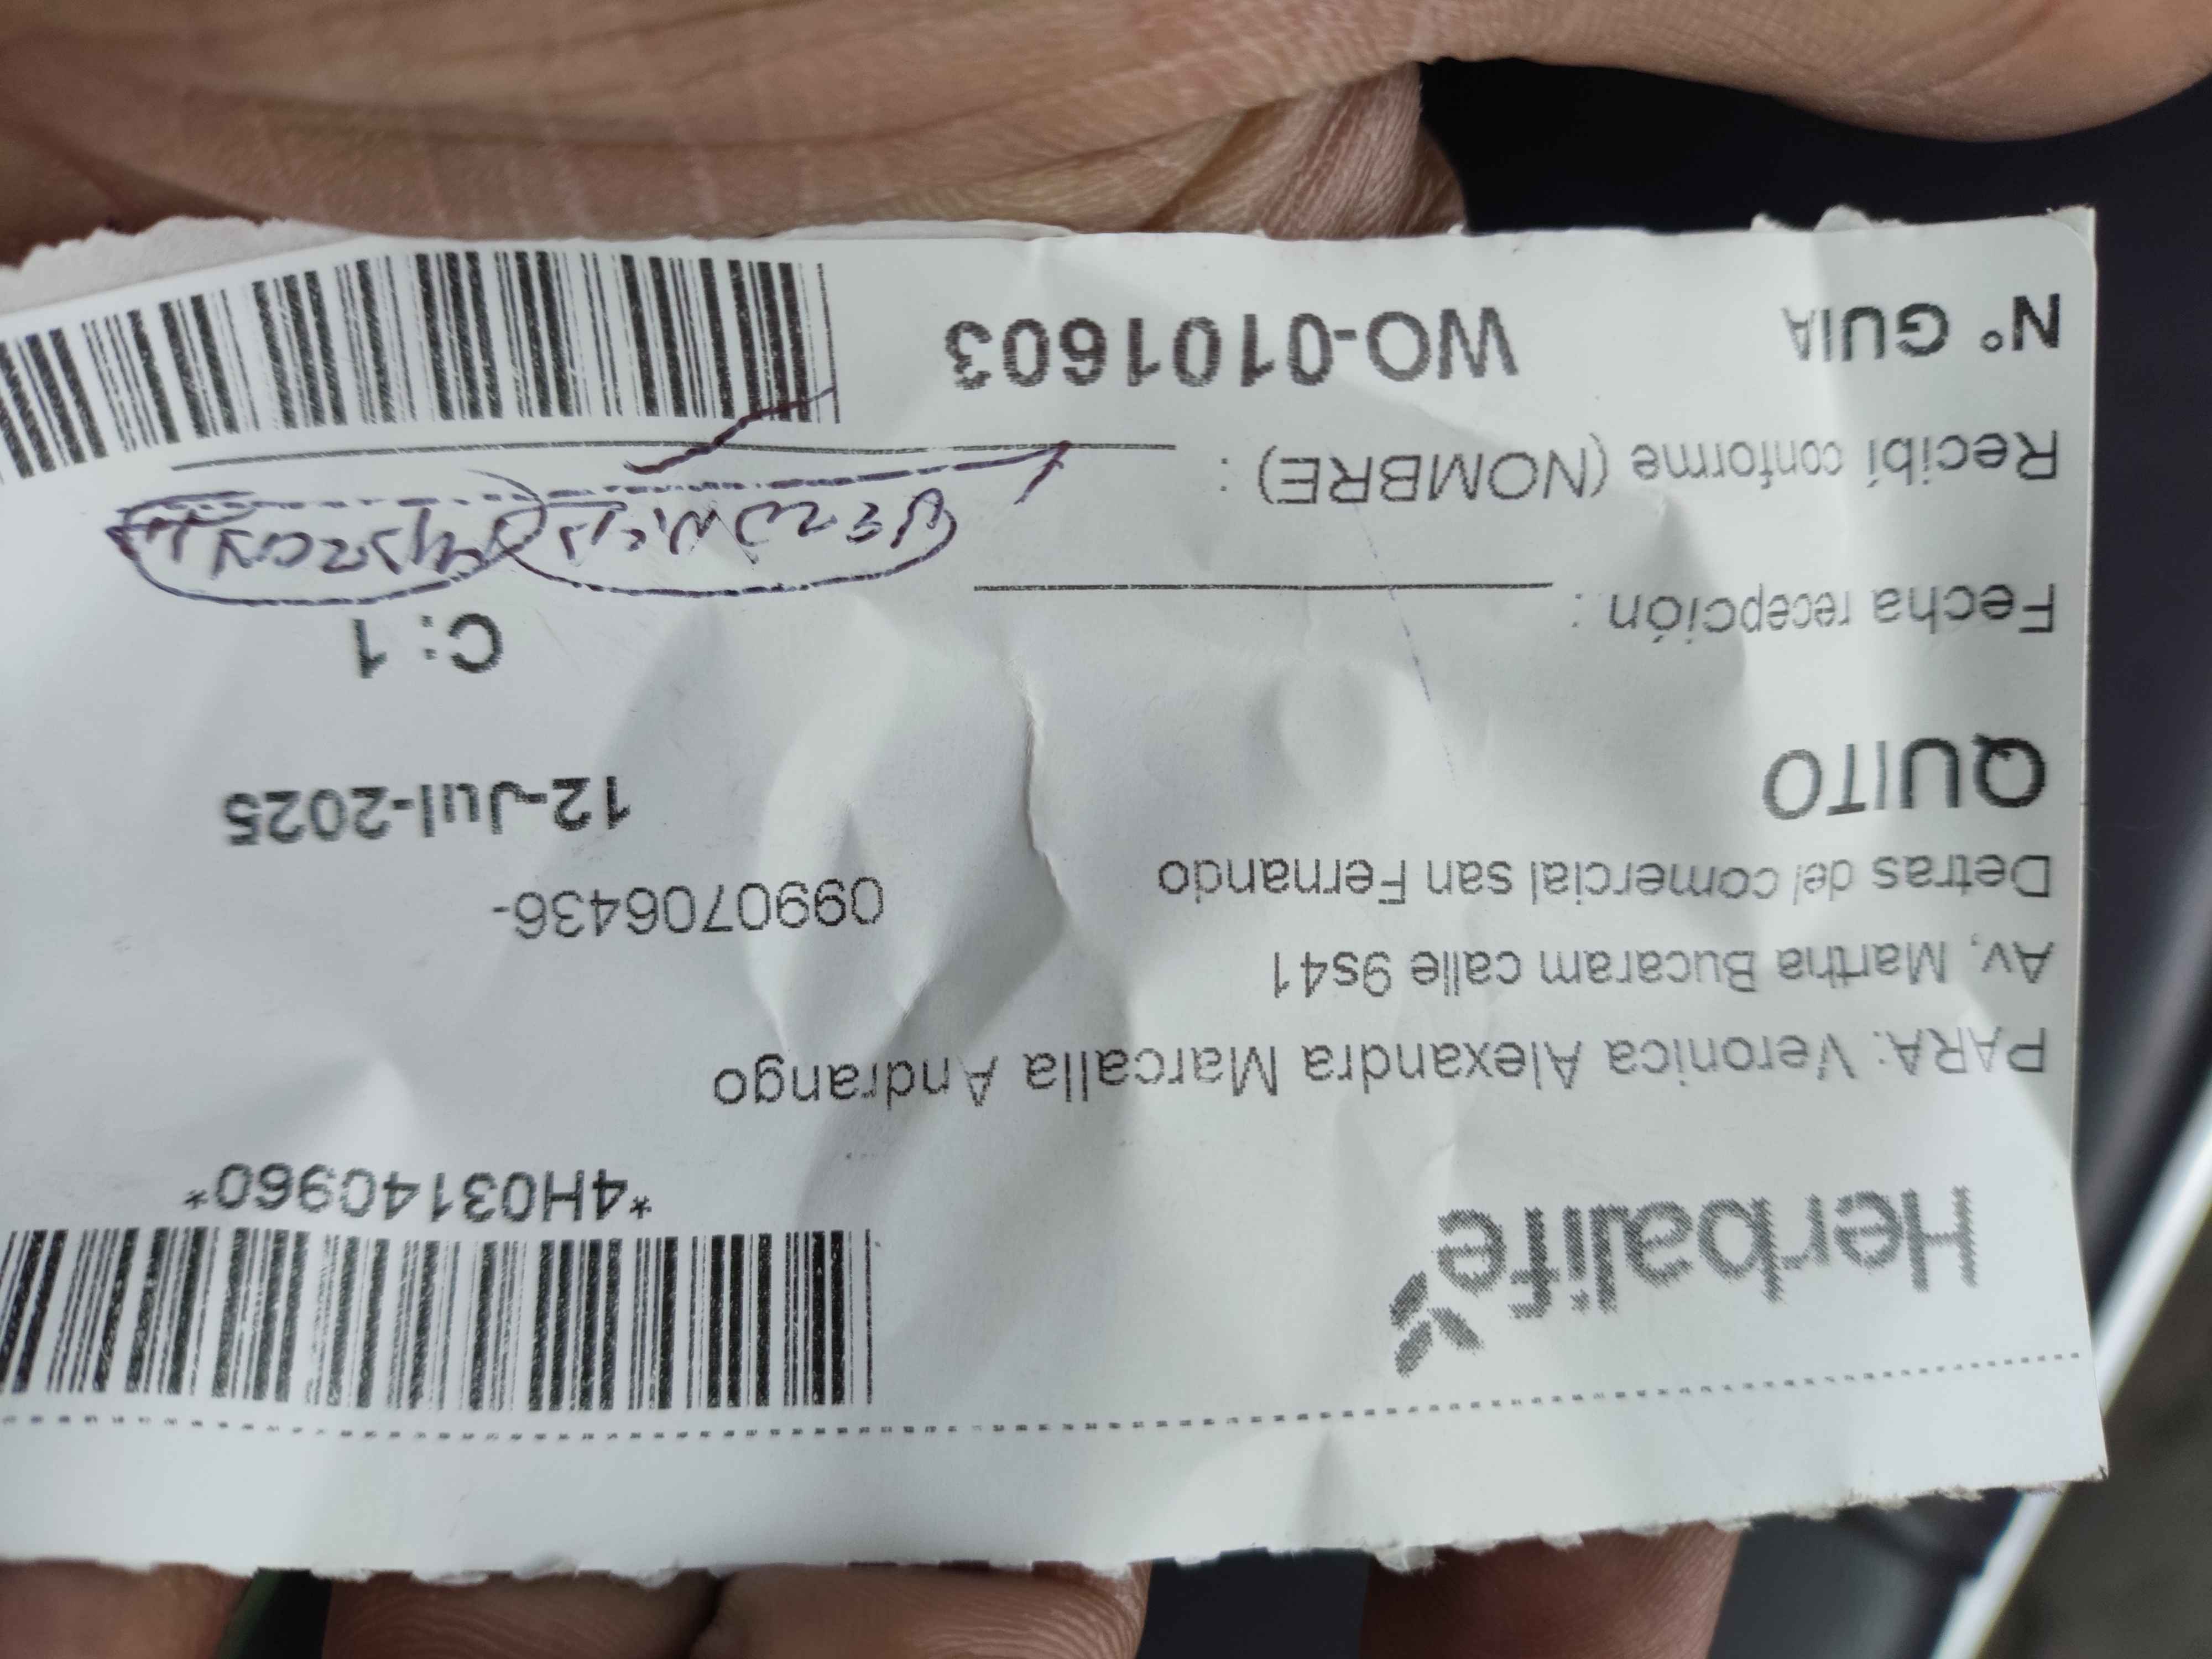 Herbalife
*4H03140960*
PARA: Veronica Alexandra Marcalla Andrango
Av, Martha Bucaram calle 9s41
Detras del comercial san Fernando 0990706436-
QUITO 12-Jul-2025
C: 1
Fecha recepción :
Recibí conforme (NOMBRE) :
N° GUIA WO-0101603